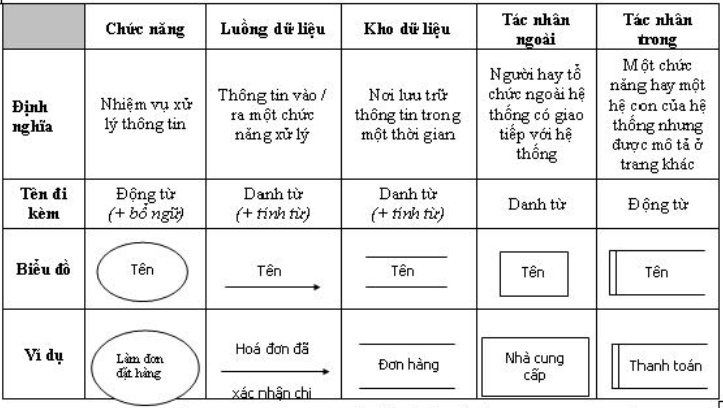 Chức năng
Luồng dữ liệu
Kho dữ liệu
Tác nhân
ngoài
Tác nhân
trong
Định
nghĩa
Nhiệm vụ xử
lý thông tin
Thông tin vào /
ra một chức
năng xử lý
Nơi lưu trữ
thông tin trong
một thời gian
Người hay tổ
chức ngoài hệ
thống có giao
tiếp với hệ
thống
Một chức
năng hay một
hệ con của hệ
thống nhưng
được mô tả ở
trang khác
Tên đi
kèm
Động từ
(+ bổ ngữ)
Danh từ
(+ tính từ)
Danh từ
(+ tính từ)
Danh từ
Động từ
Biểu đồ
Tên
Tên
Tên
Tên
Tên
Ví dụ
Làm đơn
đặt hàng
Hoá đơn đã
xác nhận chi
Đơn hàng
Nhà cung
cấp
Thanh toán